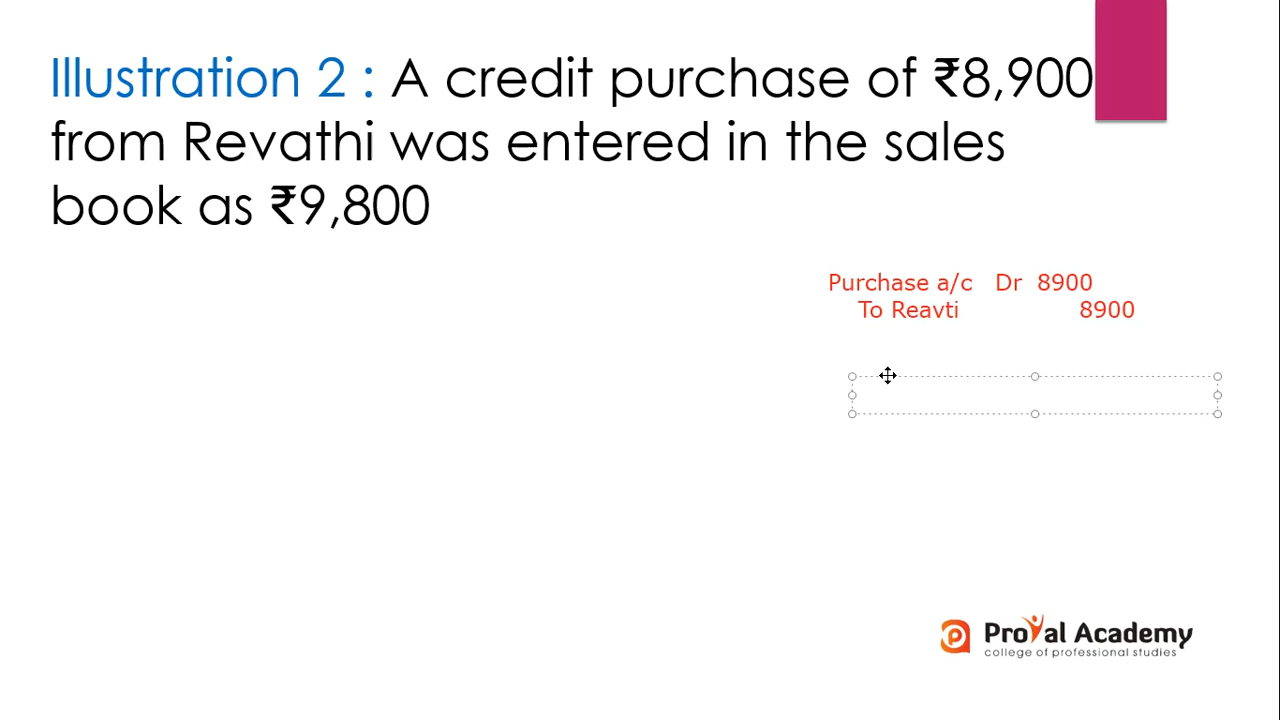 Illustration 2 : A credit purchase of ₹8,900
from Revathi was entered in the sales
book as ₹9,800
Purchase a/c Dr 8900
To Reavti 8900
ProVal Academy
college of professional studies